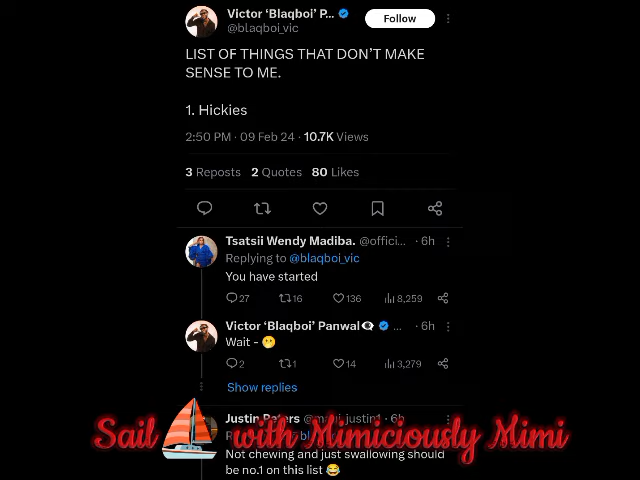 Victor ‘Blaqboi’ P...
Follow
@blaqboi_vic
LIST OF THINGS THAT DON’T MAKE
SENSE TO ME.
1. Hickies
2:50 PM · 09 Feb 24 · 10.7K Views
3 Reposts 2 Quotes 80 Likes
Tsatsii Wendy Madiba. @offici... · 6h
Replying to @blaqboi_vic
You have started
27 16 136 8,259
Victor ‘Blaqboi’ Panwal ... · 6h
Wait -
2 1 14 3,279
Show replies
Justin · 6h
Sail with Mimiciously Mimi
Not chewing and just swallowing should
be no.1 on this list